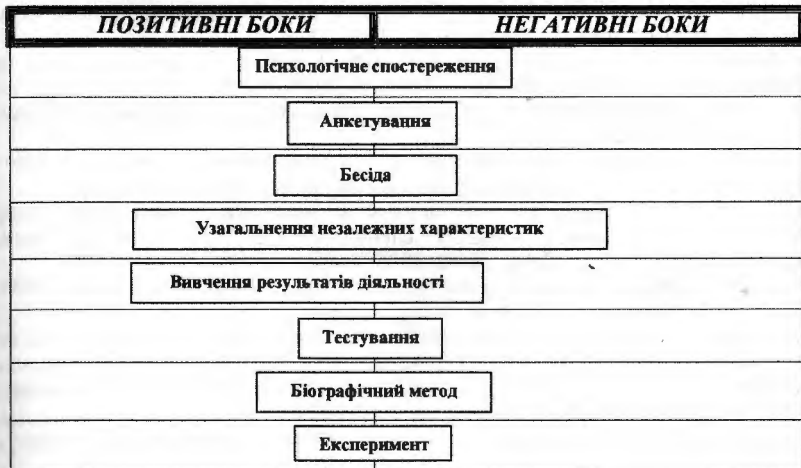 ПОЗИТИВНІ БОКИ НЕГАТИВНІ БОКИ
Психологічне спостереження
Анкетування
Бесіда
Узагальнення незалежних характеристик
Вивчення результатів діяльності
Тестування
Біографічний метод
Експеримент